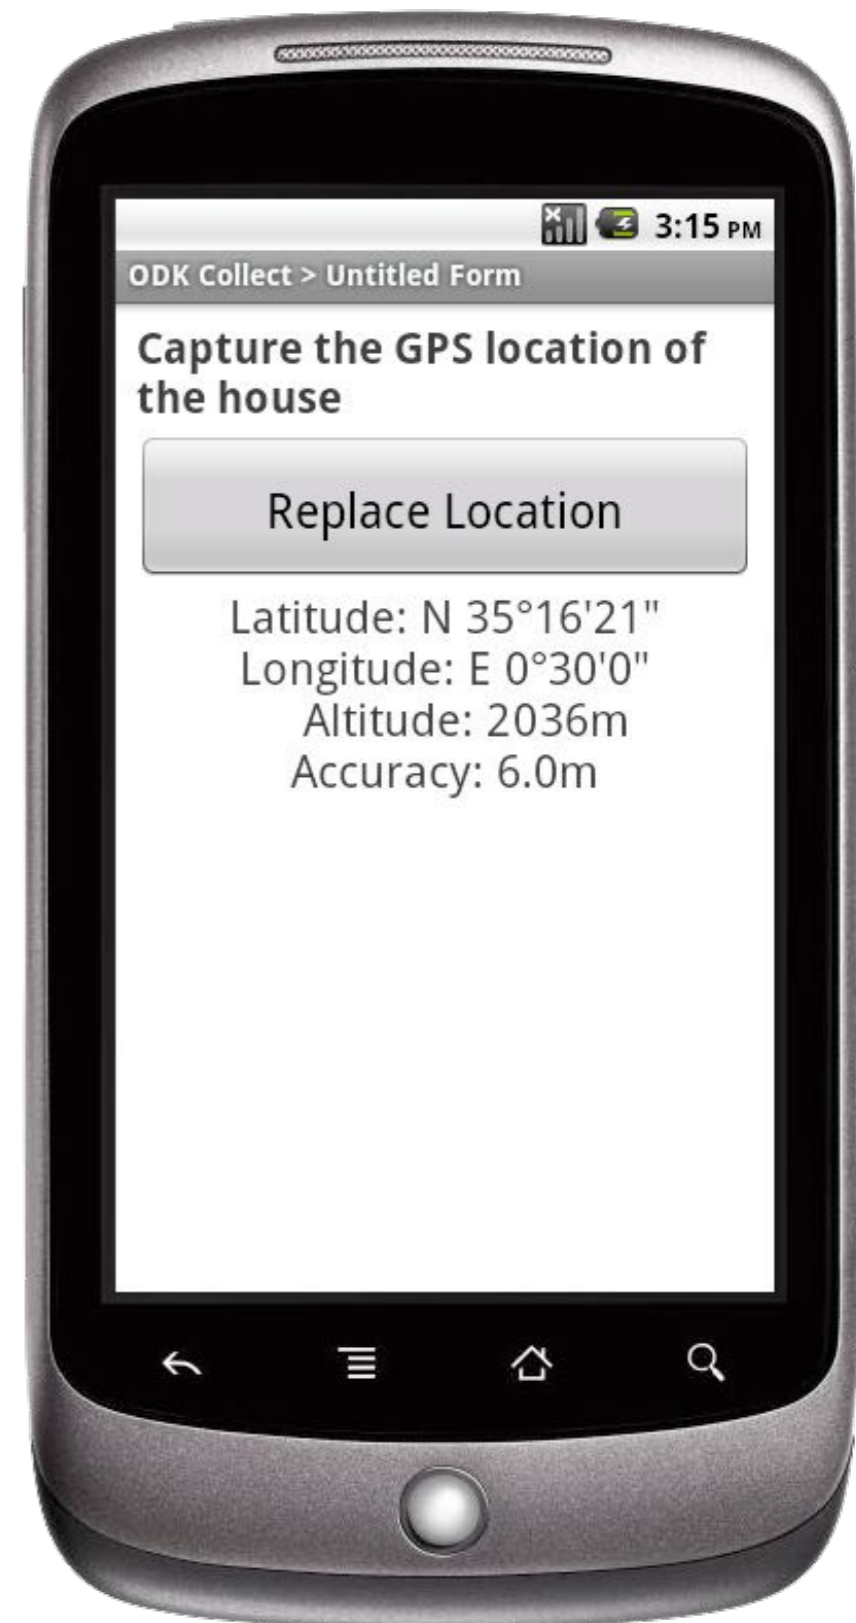 3:15 PM
ODK Collect > Untitled Form
Capture the GPS location of
the house
Replace Location
Latitude: N 35°16'21"
Longitude: E 0°30'0"
Altitude: 2036m
Accuracy: 6.0m